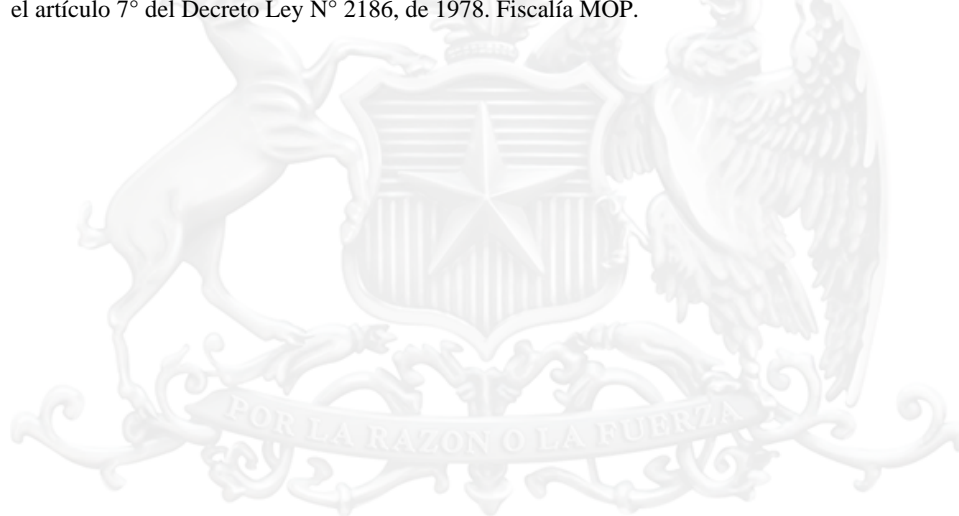 el artículo 7° del Decreto Ley N° 2186, de 1978. Fiscalía MOP.
POR LA RAZON O LA FUERZA